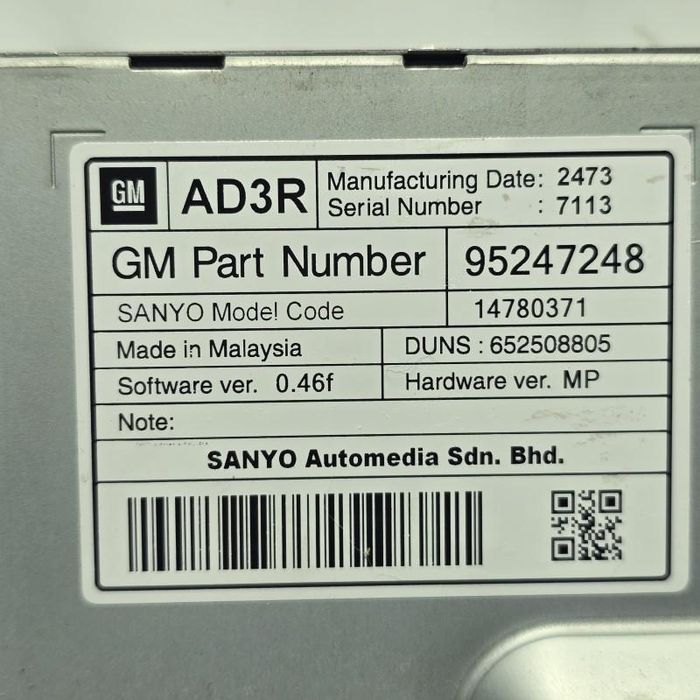 GM AD3R Manufacturing Date: 2473
Serial Number : 7113
GM Part Number 95247248
SANYO Model Code 14780371
Made in Malaysia DUNS : 652508805
Software ver. 0.46f Hardware ver. MP
Note:
SANYO Automedia Sdn. Bhd.